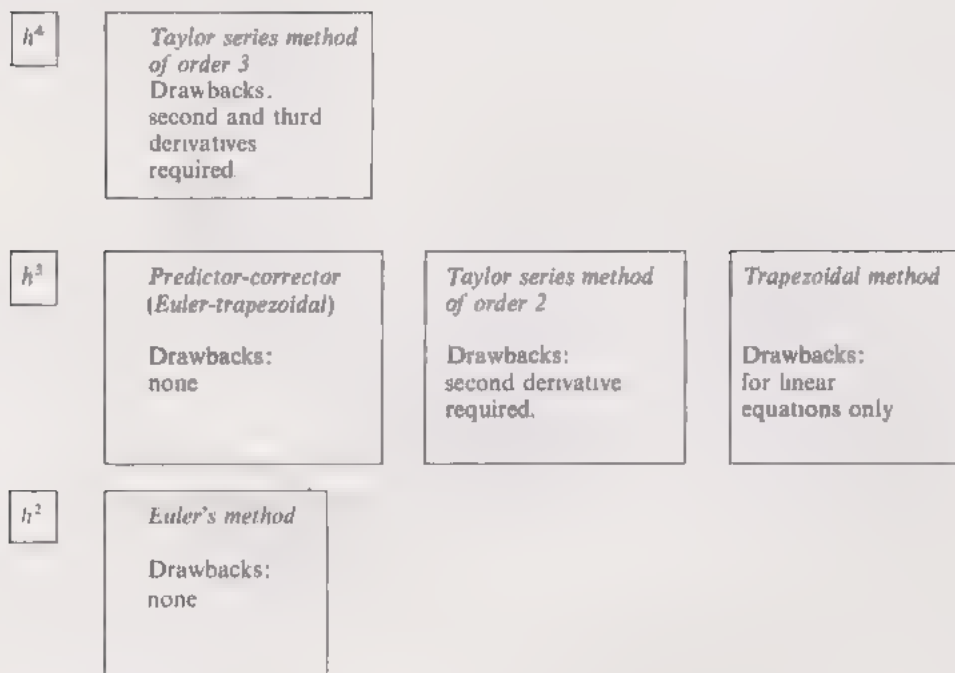 h⁴
Taylor series method
of order 3
Drawbacks.
second and third
derivatives
required
h³
Predictor-corrector
(Euler-trapezoidal)
Drawbacks:
none
Taylor series method
of order 2
Drawbacks:
second derivative
required.
Trapezoidal method
Drawbacks:
for linear
equations only
h²
Euler's method
Drawbacks:
none